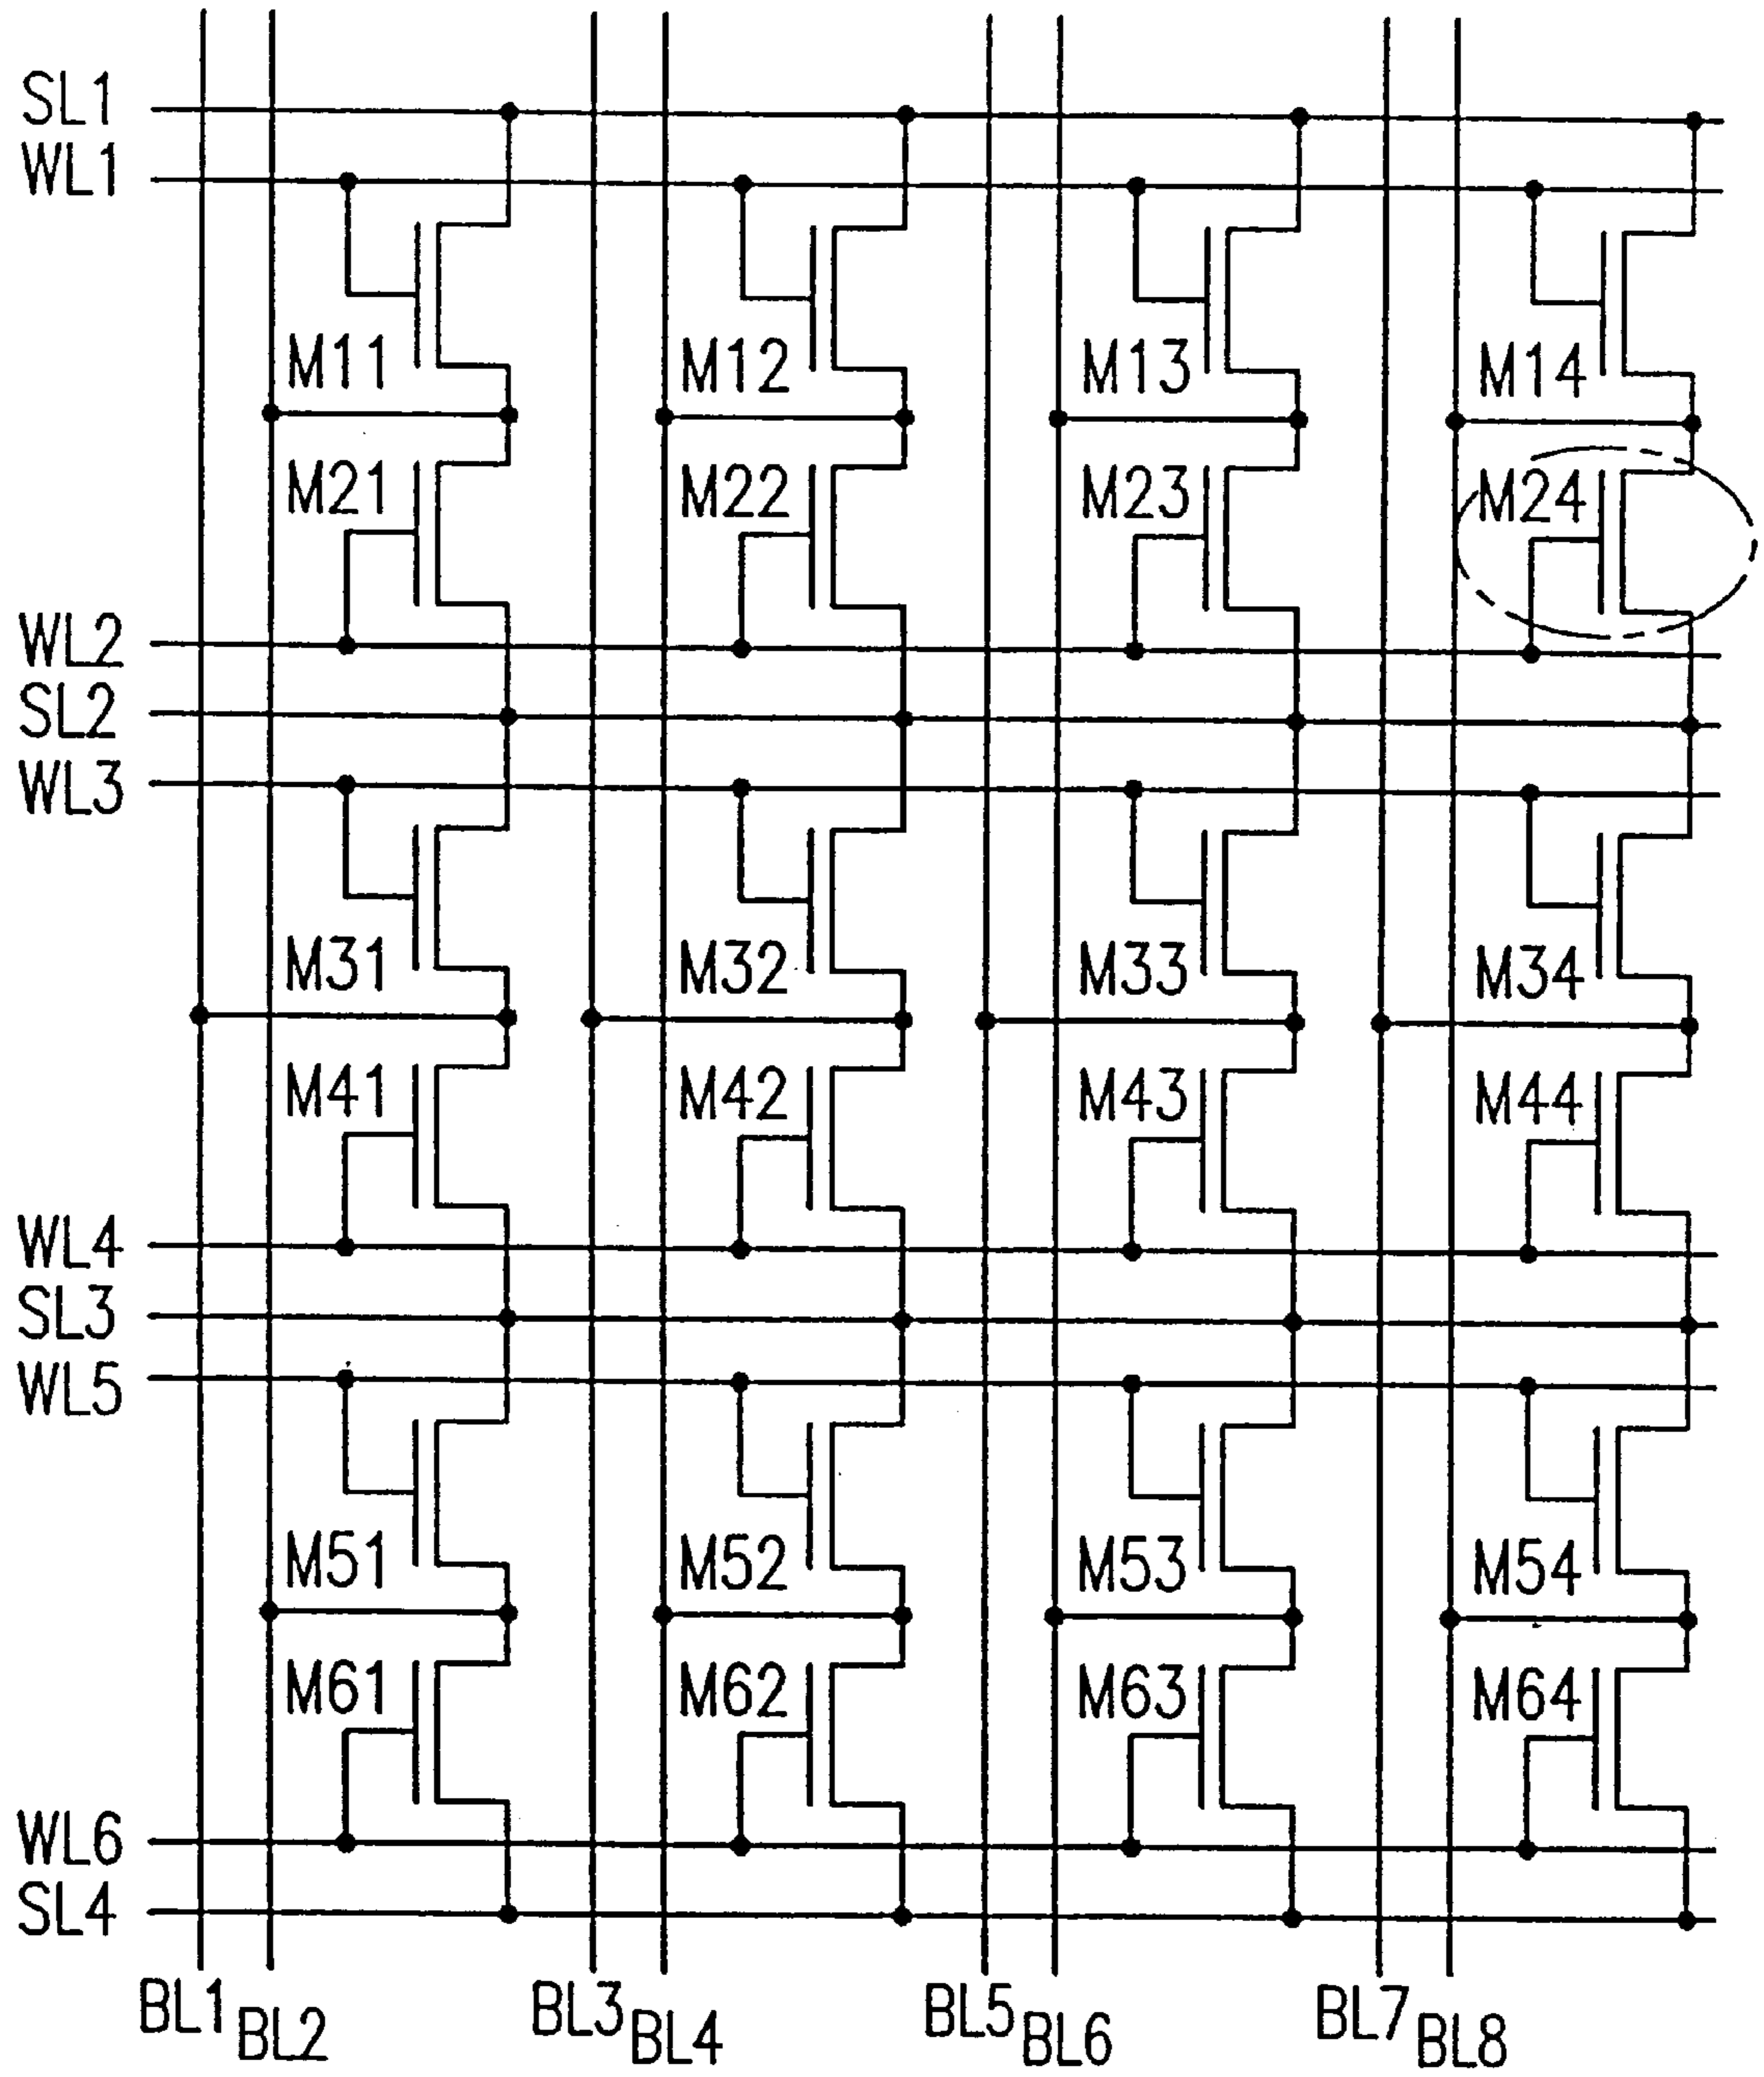 SL1
WL1
M11 M12 M13 M14
M21 M22 M23 M24
WL2
SL2
WL3
M31 M32 M33 M34
M41 M42 M43 M44
WL4
SL3
WL5
M51 M52 M53 M54
M61 M62 M63 M64
WL6
SL4
BL1 BL2 BL3 BL4 BL5 BL6 BL7 BL8